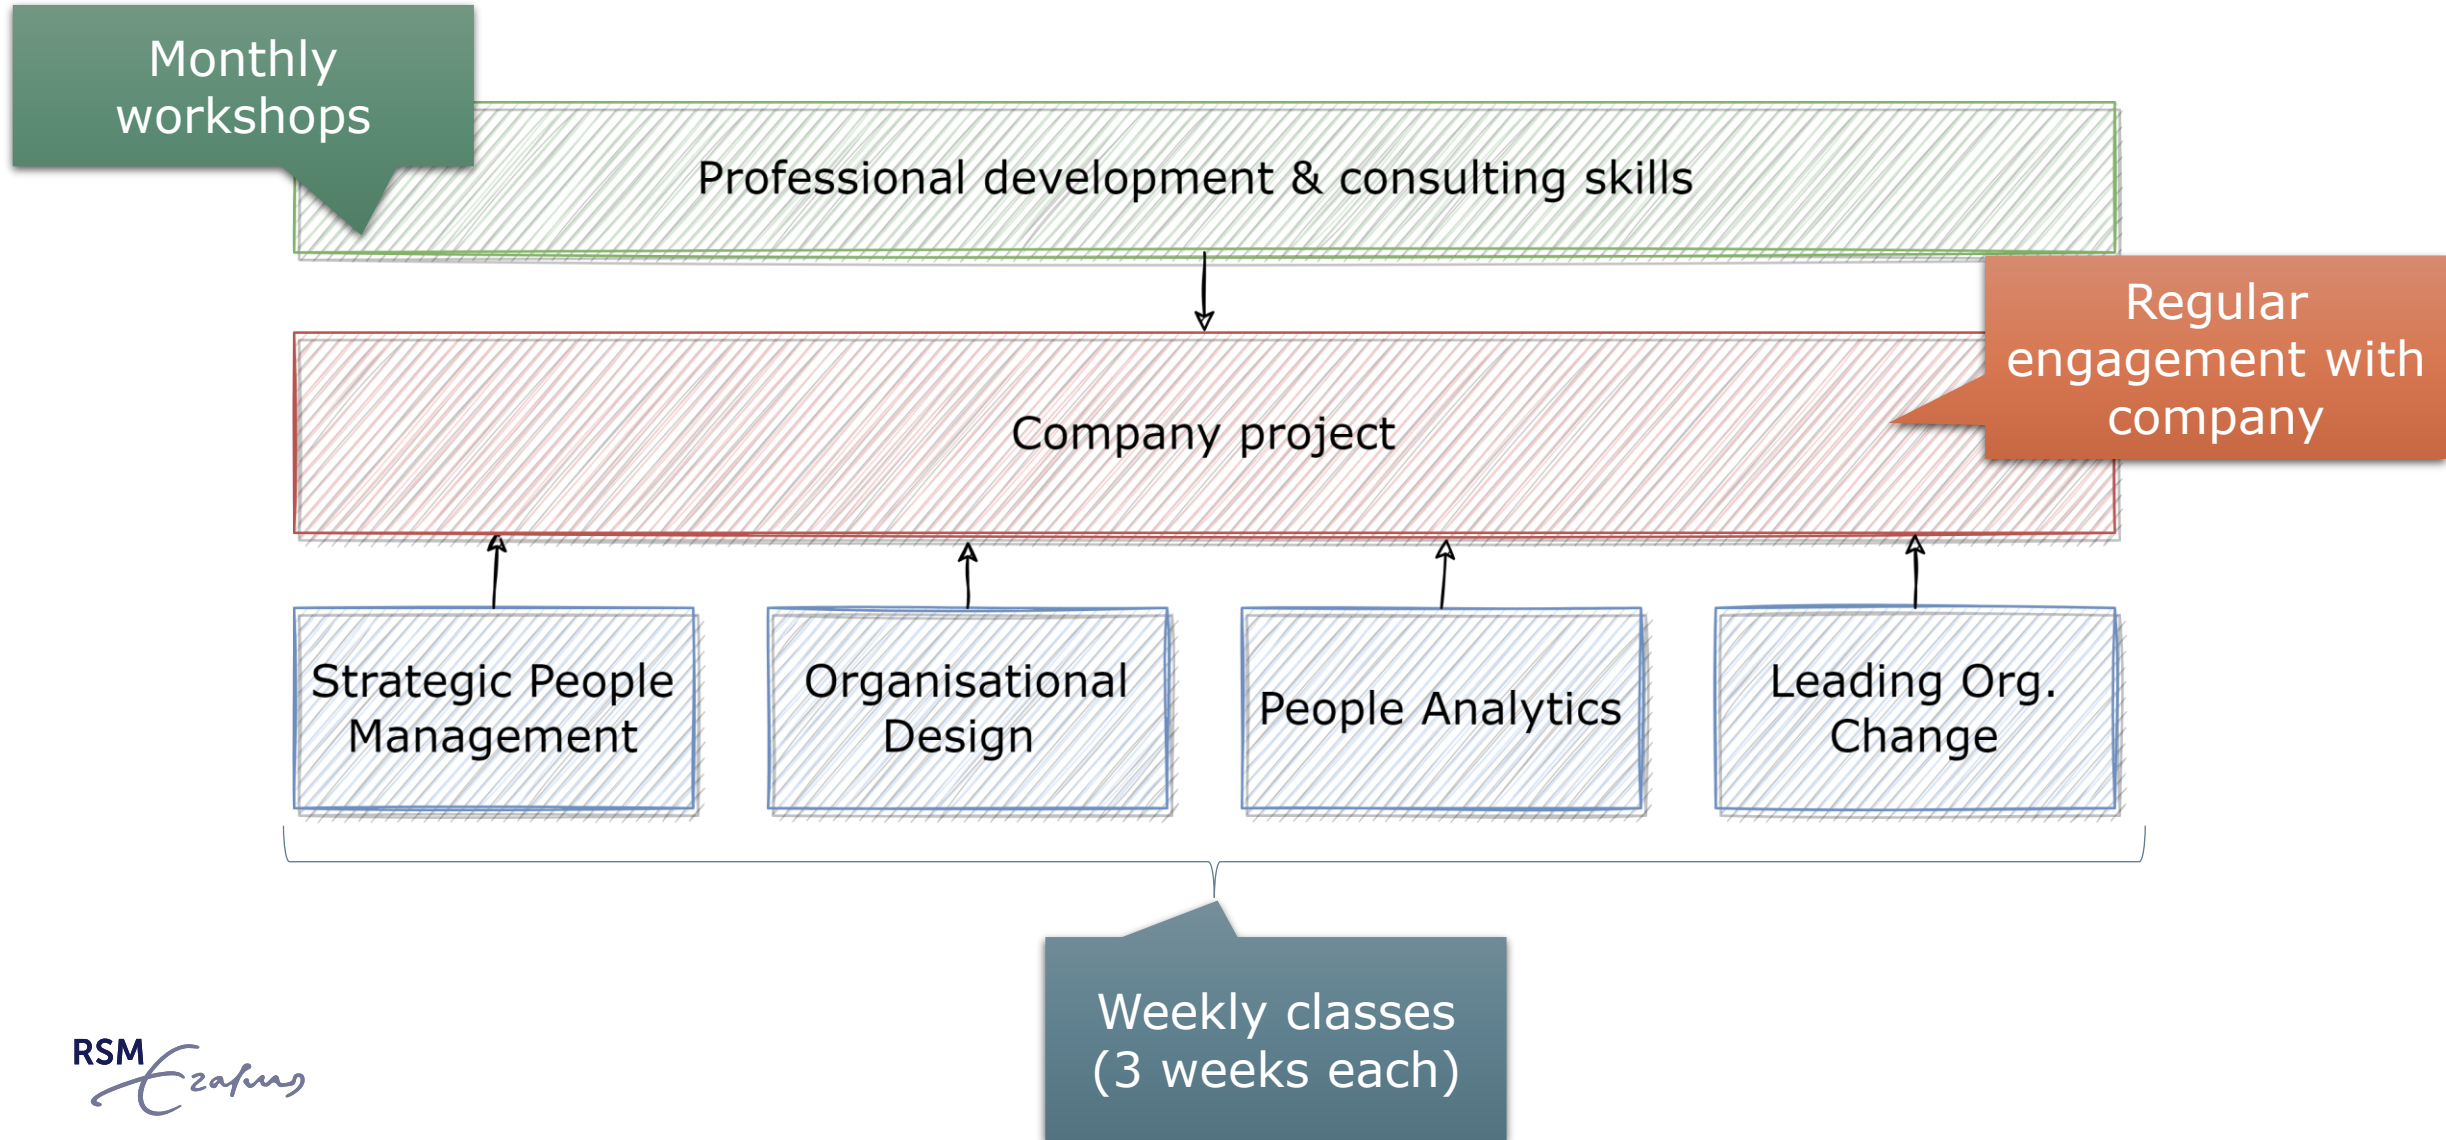 Monthly
workshops
Professional development & consulting skills
Regular
engagement with
company
Company project
Strategic People
Management
Organisational
Design
People Analytics
Leading Org.
Change
Weekly classes
(3 weeks each)
RSM
Erasmus